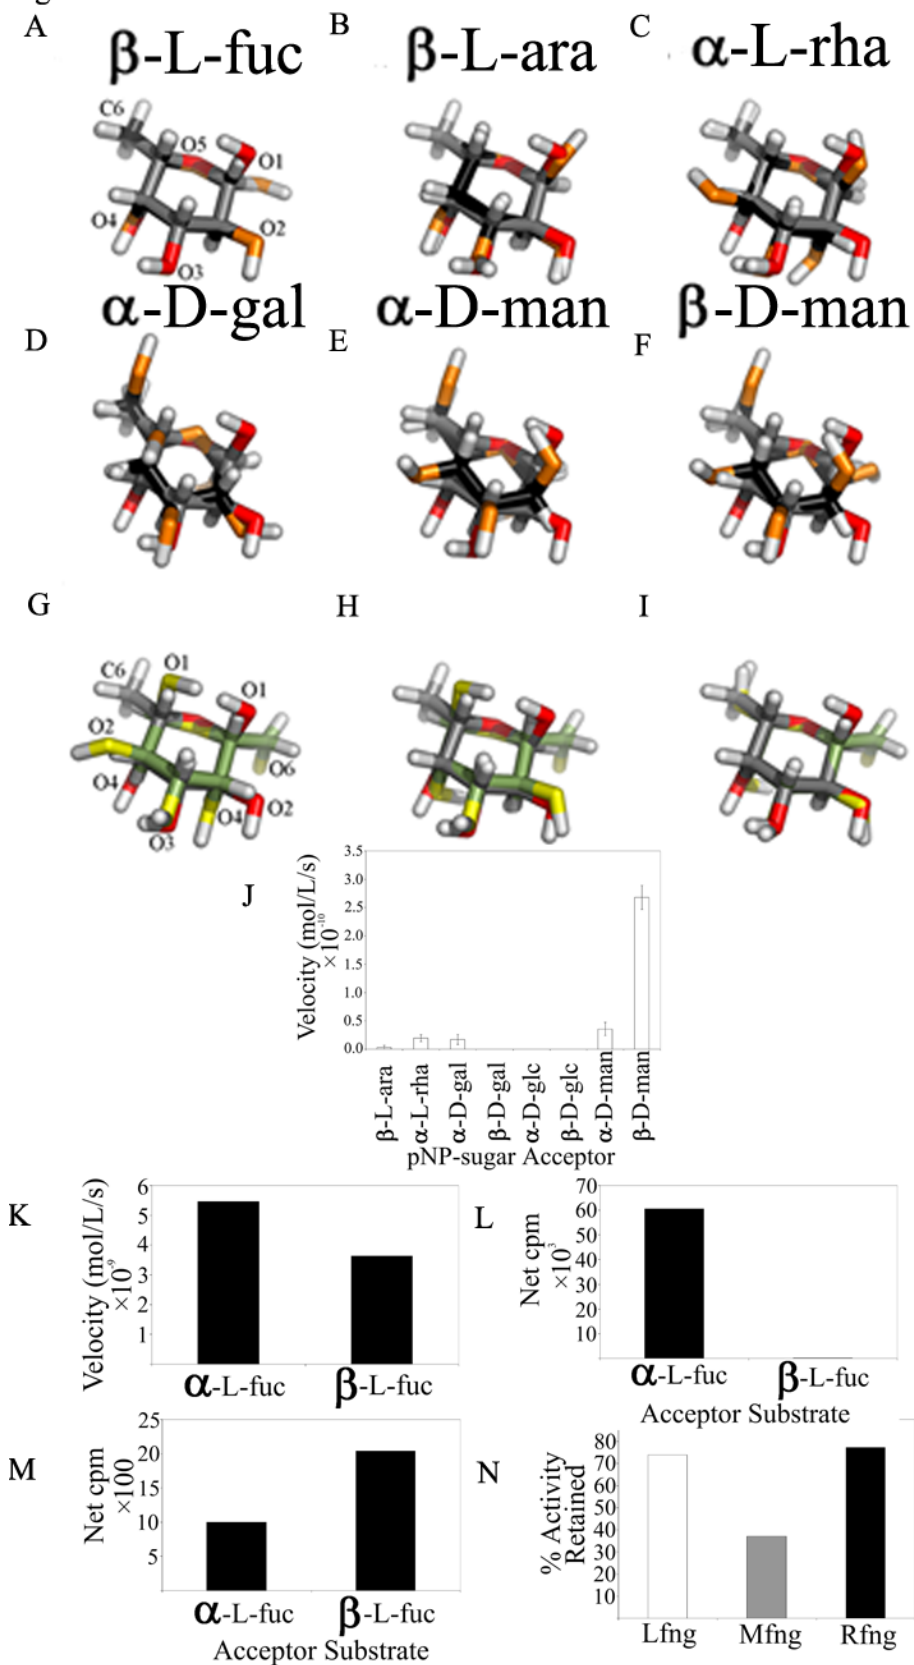 A B C
β-L-fuc β-L-ara α-L-rha
C6 O5 O1
O4 O2
O3
α-D-gal α-D-man β-D-man
D E F
G H I
C6 O1 O1
O2
O4 O6
O3 O4 O2
J
Velocity (mol/L/s)
×10⁻¹⁰
3.5
3.0
2.5
2.0
1.5
1.0
0.5
0.0
β-L-ara
α-L-rha
α-D-gal
β-D-gal
α-D-glc
β-D-glc
α-D-man
β-D-man
pNP-sugar Acceptor
K
Velocity (mol/L/s)
×10⁻⁹
6
5
4
3
2
1
α-L-fuc β-L-fuc
L
Net cpm
×10³
70
60
50
40
30
20
10
α-L-fuc β-L-fuc
Acceptor Substrate
M
Net cpm
×100
25
20
15
10
5
α-L-fuc β-L-fuc
Acceptor Substrate
N
% Activity
Retained
80
70
60
50
40
30
20
10
Lfng Mfng Rfng